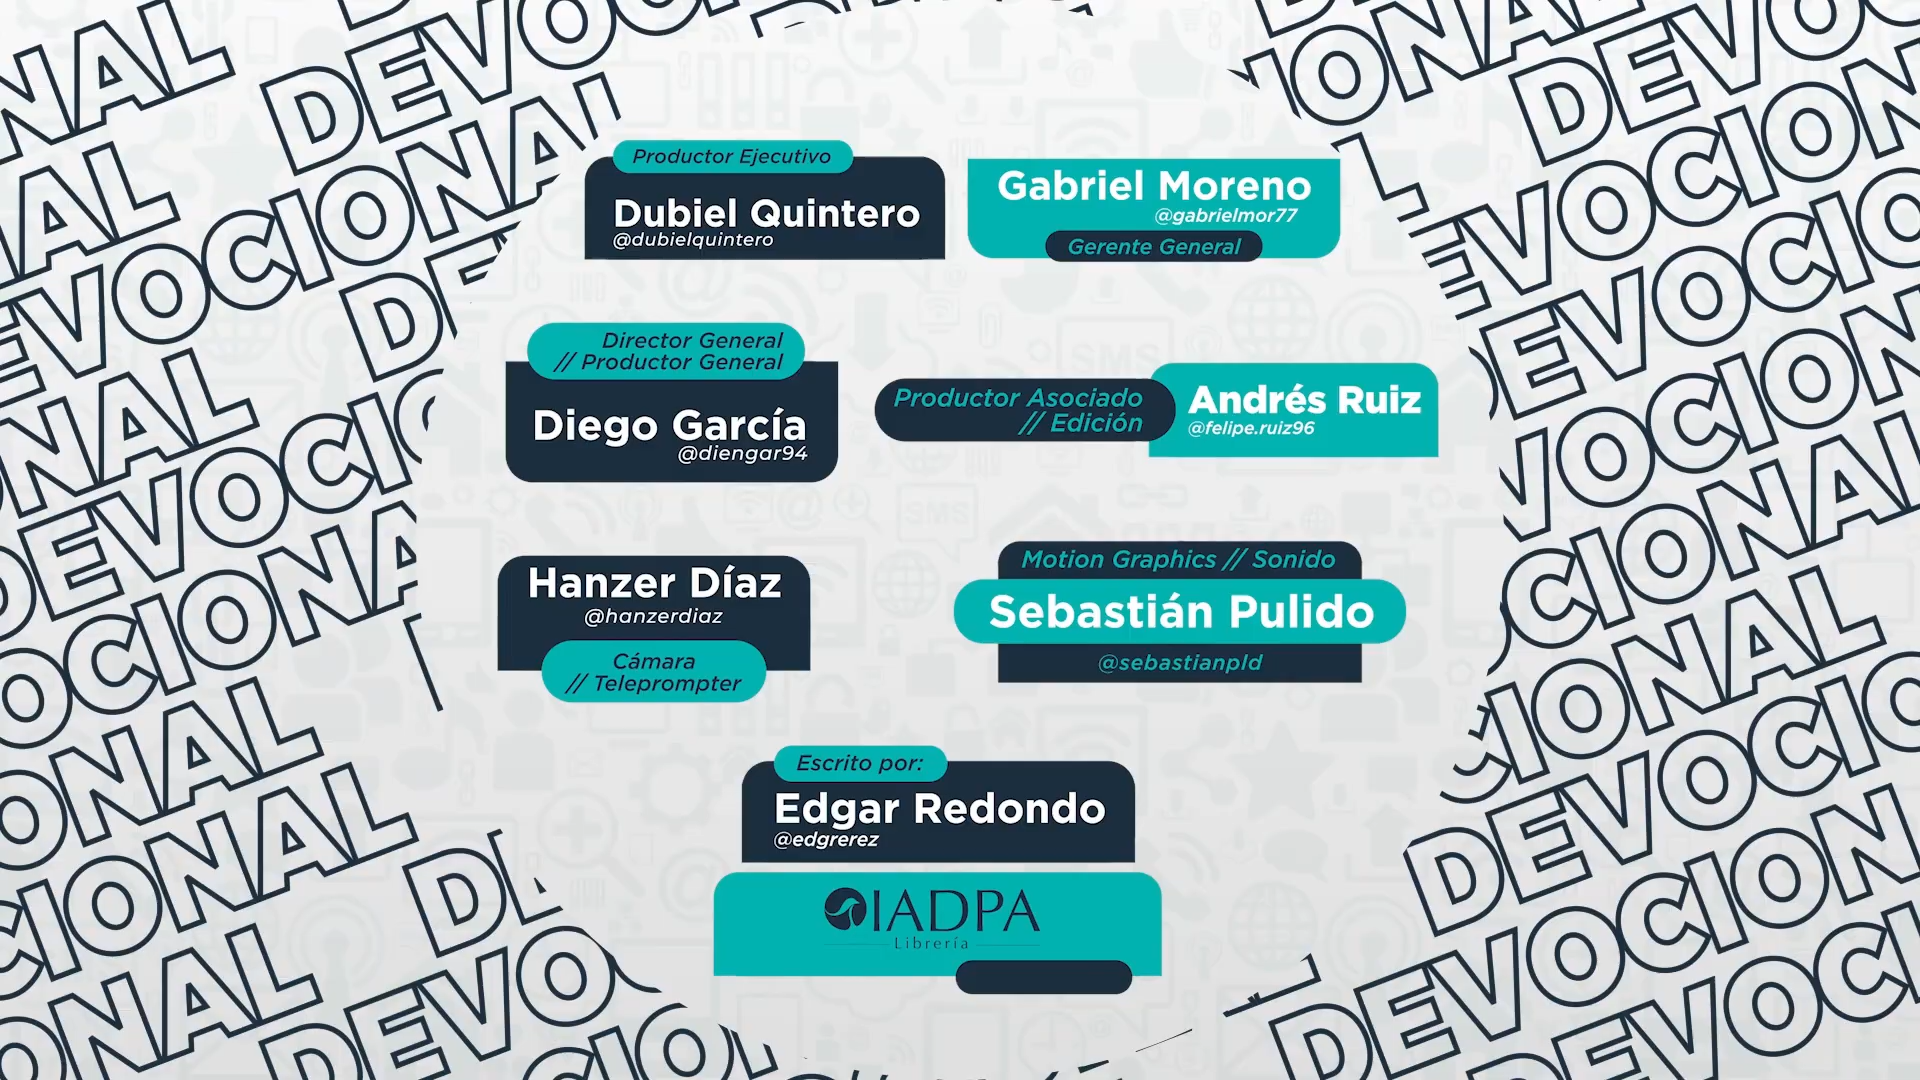 Productor Ejecutivo
Dubiel Quintero
@dubielquintero
Gabriel Moreno
@gabrielmor77
Gerente General
Director General
// Productor General
Diego García
@diengar94
Productor Asociado
// Edición
Andrés Ruiz
@felipe.ruiz96
Hanzer Díaz
@hanzerdiaz
Cámara
// Teleprompter
Motion Graphics // Sonido
Sebastián Pulido
@sebastianpld
Escrito por:
Edgar Redondo
@edgrerez
IADPA
Librería
DEVOCIONAL
SMS
SMS